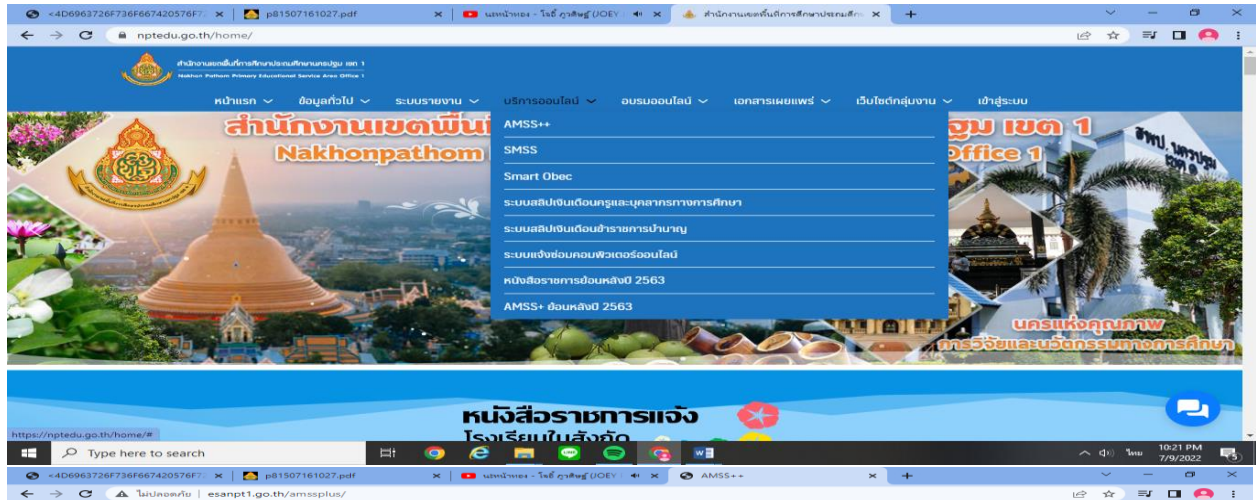 <4D6963726F736F667420576F7
p81507161027.pdf
นะหน้าทอง - โจอี้ ภูวศิษฐ์ (JOEY
สำนักงานเขตพื้นที่การศึกษาประถมศึก
nptedu.go.th/home/
สำนักงานเขตพื้นที่การศึกษาประถมศึกษานครปฐม เขต 1
Nakhon Pathom Primary Educational Service Area Office 1
หน้าแรก ข้อมูลทั่วไป ระบบรายงาน บริการออนไลน์ อบรมออนไลน์ เอกสารเผยแพร่ เว็บไซต์กลุ่มงาน เข้าสู่ระบบ
สำนักงานเขตพื้นที่ ฐม เขต 1
Nakhonpathom Office 1
สพป. นครปฐม เขต ๑
AMSS++
SMSS
Smart Obec
ระบบสลิปเงินเดือนครูและบุคลากรทางการศึกษา
ระบบสลิปเงินเดือนข้าราชการบำนาญ
ระบบแจ้งซ่อมคอมพิวเตอร์ออนไลน์
หนังสือราชการย้อนหลังปี 2563
AMSS+ ย้อนหลังปี 2563
นครแห่งคุณภาพ
การวิจัยและนวัตกรรมทางการศึกษา
หนังสือราชการแจ้ง
โรงเรียนในสังกัด
https://nptedu.go.th/home/#
Type here to search
ไทย
10:21 PM
7/9/2022
<4D6963726F736F667420576F7
p81507161027.pdf
นะหน้าทอง - โจอี้ ภูวศิษฐ์ (JOEY
AMSS++
ไม่ปลอดภัย | esanpt1.go.th/amssplus/